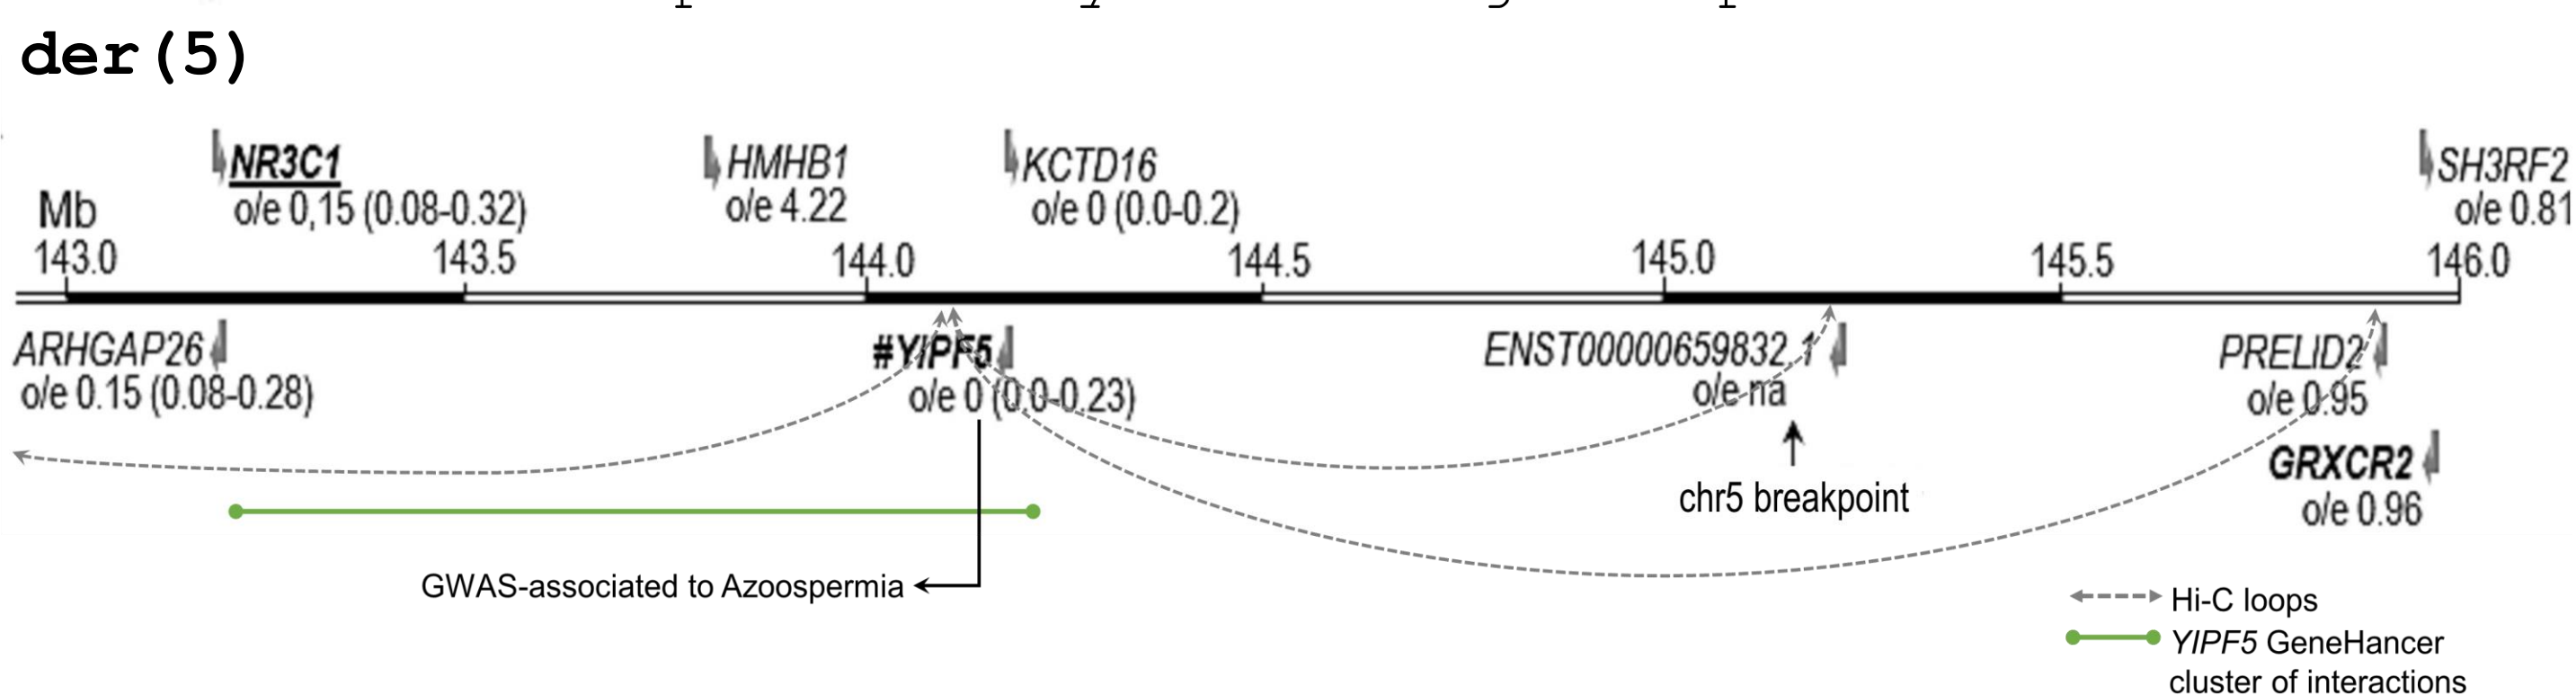 der(5)
NR3C1 HMHB1 KCTD16 SH3RF2
Mb o/e 0,15 (0.08-0.32) o/e 4.22 o/e 0 (0.0-0.2) o/e 0.81
143.0 143.5 144.0 144.5 145.0 145.5 146.0
ARHGAP26 #YIPF5 ENST00000659832.1 PRELID2
o/e 0.15 (0.08-0.28) o/e 0 (0.0-0.23) o/e na o/e 0.95
GRXCR2
chr5 breakpoint o/e 0.96
GWAS-associated to Azoospermia
Hi-C loops
YIPF5 GeneHancer
cluster of interactions